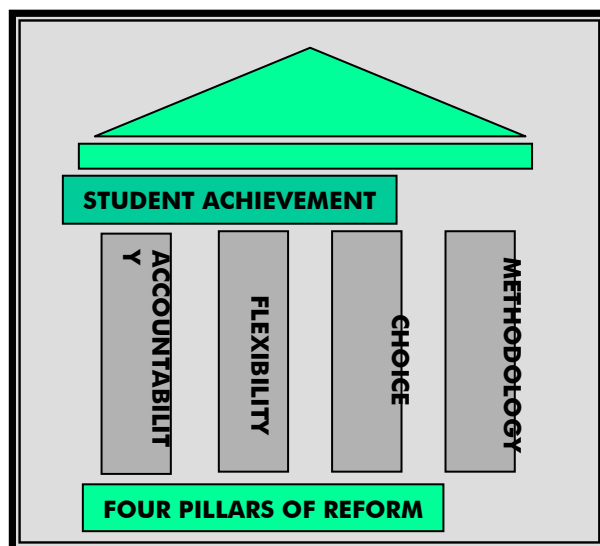 STUDENT ACHIEVEMENT
ACCOUNTABILIT
Y
FLEXIBILITY
CHOICE
METHODOLOGY
FOUR PILLARS OF REFORM